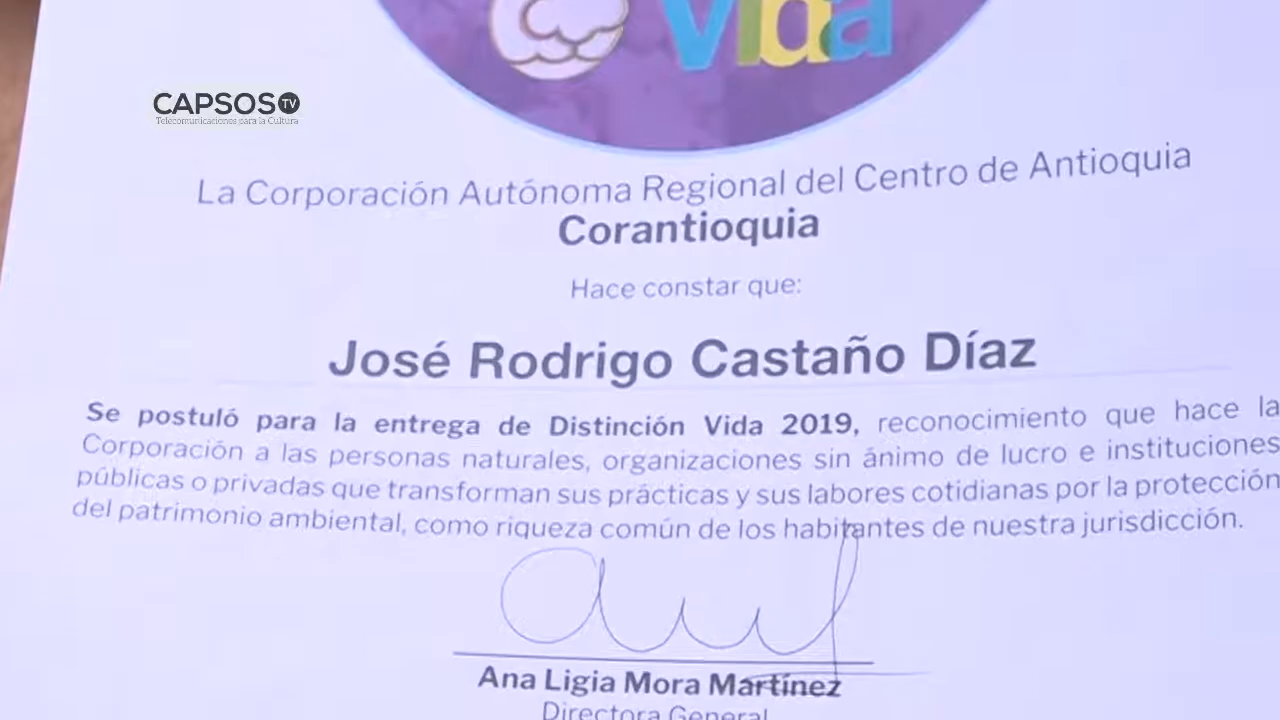 Vida
CAPSOS TV
Telecomunicaciones para la Cultura
La Corporación Autónoma Regional del Centro de Antioquia
Corantioquia
Hace constar que:
José Rodrigo Castaño Díaz
Se postuló para la entrega de Distinción Vida 2019, reconocimiento que hace la
Corporación a las personas naturales, organizaciones sin ánimo de lucro e instituciones
públicas o privadas que transforman sus prácticas y sus labores cotidianas por la protección
del patrimonio ambiental, como riqueza común de los habitantes de nuestra jurisdicción.
Ana Ligia Mora Martínez
Directora General